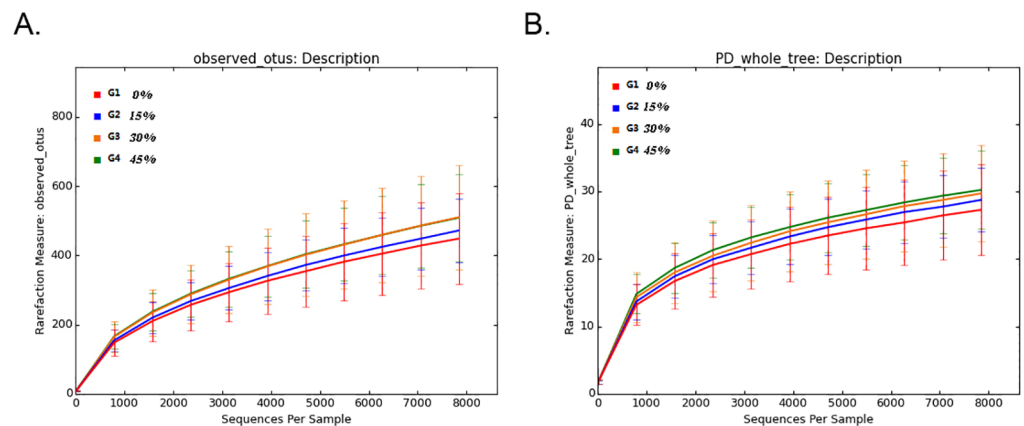 A.
observed_otus: Description
G1 0%
G2 15%
G3 30%
G4 45%
Rarefaction Measure: observed_otus
800
600
400
200
0
0 1000 2000 3000 4000 5000 6000 7000 8000
Sequences Per Sample
B.
PD_whole_tree: Description
G1 0%
G2 15%
G3 30%
G4 45%
Rarefaction Measure: PD_whole_tree
40
30
20
10
0
0 1000 2000 3000 4000 5000 6000 7000 8000
Sequences Per Sample